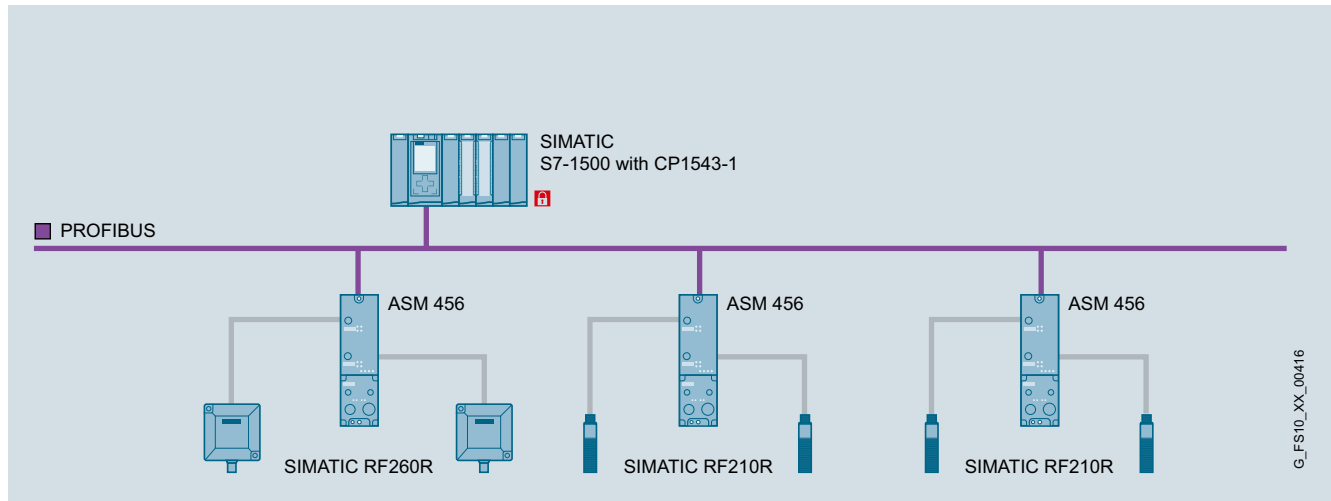 SIMATIC
S7-1500 with CP1543-1
PROFIBUS
ASM 456
ASM 456
ASM 456
SIMATIC RF260R
SIMATIC RF210R
SIMATIC RF210R
G_FS10_XX_00416